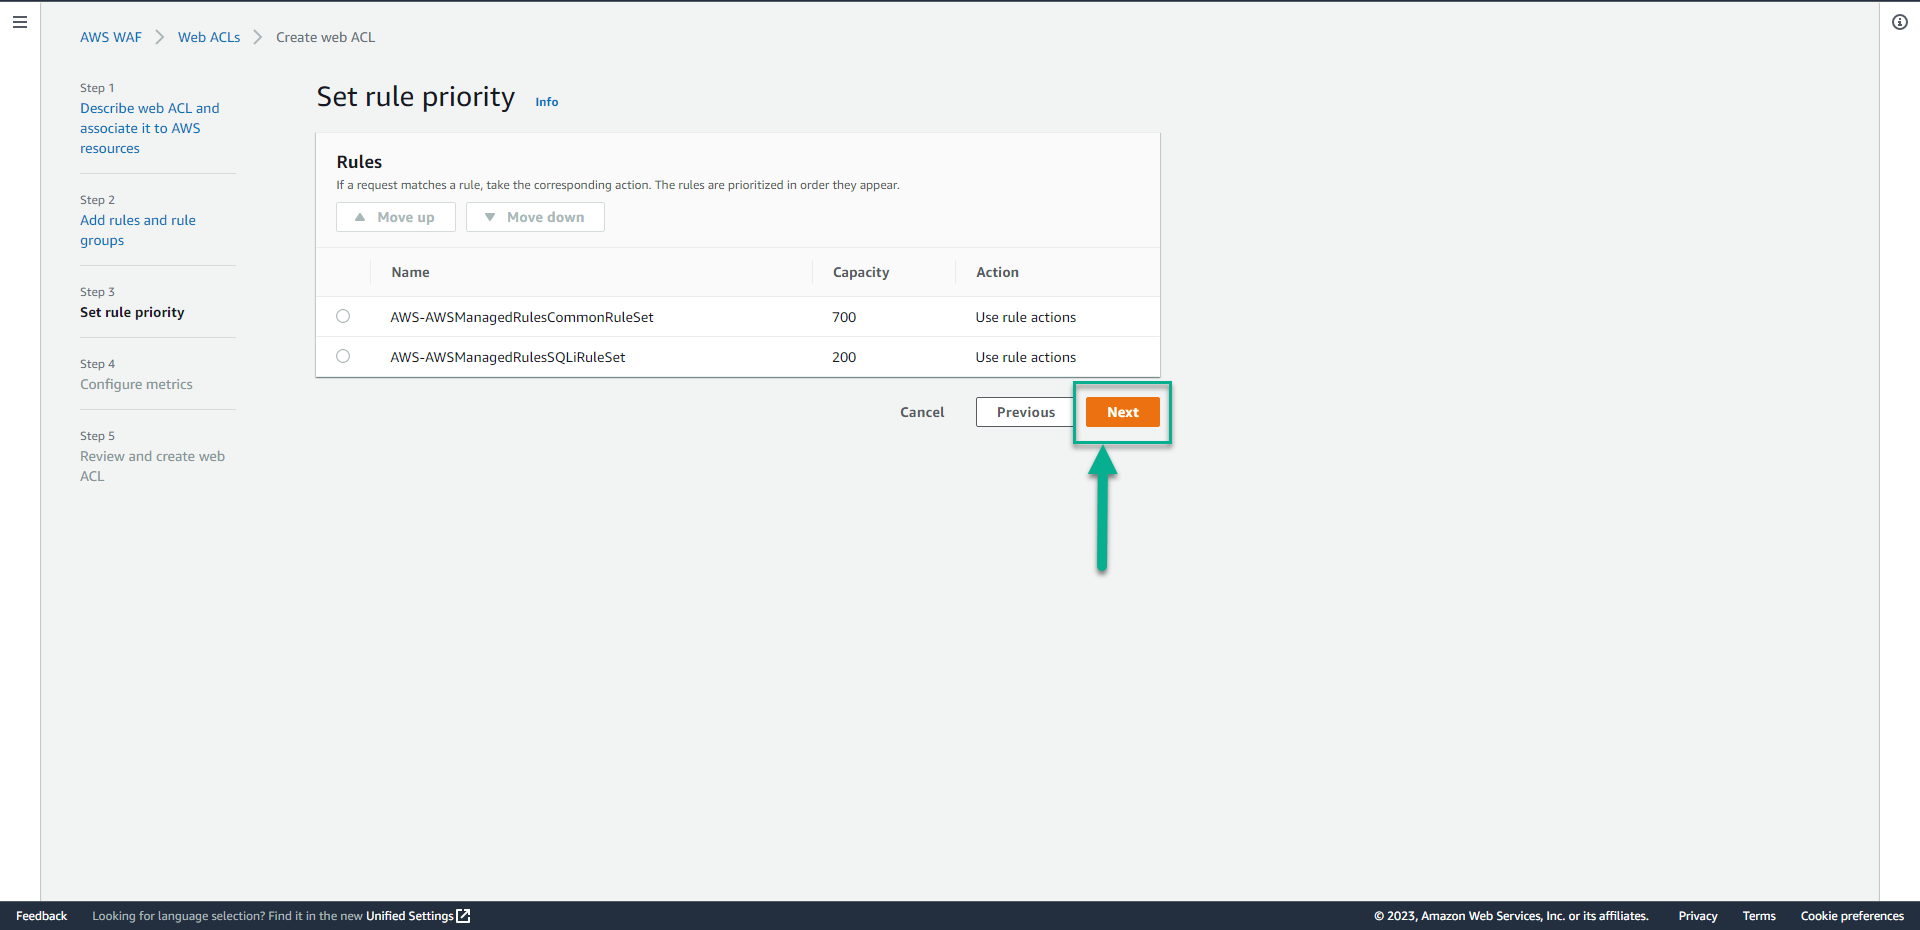 AWS WAF > Web ACLs > Create web ACL
Step 1
Describe web ACL and
associate it to AWS
resources
Step 2
Add rules and rule
groups
Step 3
Set rule priority
Step 4
Configure metrics
Step 5
Review and create web
ACL
Set rule priority Info
Rules
If a request matches a rule, take the corresponding action. The rules are prioritized in order they appear.
Move up Move down
Name Capacity Action
AWS-AWSManagedRulesCommonRuleSet 700 Use rule actions
AWS-AWSManagedRulesSQLiRuleSet 200 Use rule actions
Cancel Previous Next
Feedback Looking for language selection? Find it in the new Unified Settings © 2023, Amazon Web Services, Inc. or its affiliates. Privacy Terms Cookie preferences